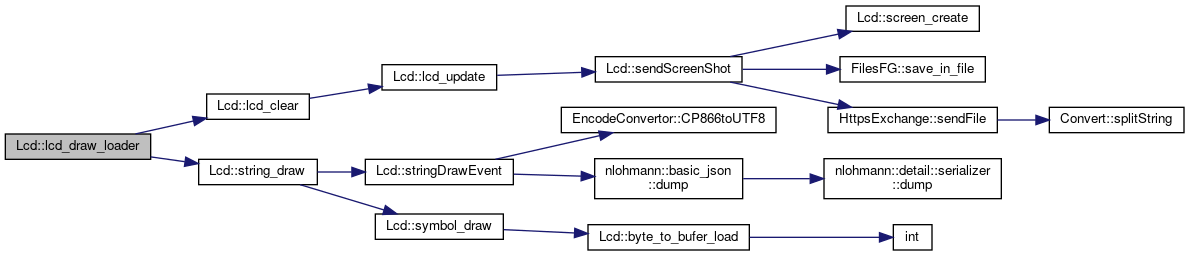 Lcd::lcd_draw_loader
Lcd::lcd_clear
Lcd::lcd_update
Lcd::sendScreenShot
Lcd::screen_create
FilesFG::save_in_file
HttpsExchange::sendFile
Convert::splitString
Lcd::string_draw
Lcd::stringDrawEvent
EncodeConvertor::CP866toUTF8
nlohmann::basic_json
::dump
nlohmann::detail::serializer
::dump
Lcd::symbol_draw
Lcd::byte_to_bufer_load
int